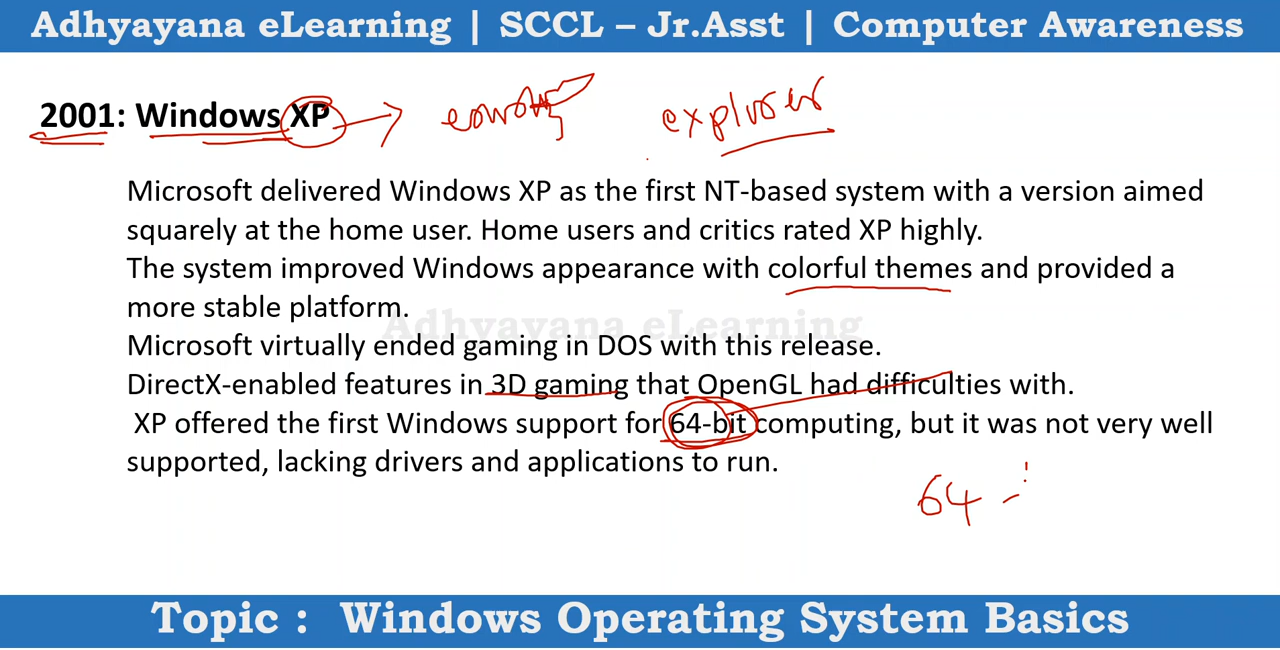 Adhyayana eLearning | SCCL – Jr.Asst | Computer Awareness
2001: Windows XP
explorer
Microsoft delivered Windows XP as the first NT-based system with a version aimed
squarely at the home user. Home users and critics rated XP highly.
The system improved Windows appearance with colorful themes and provided a
more stable platform.
Adhyayana eLearning
Microsoft virtually ended gaming in DOS with this release.
DirectX-enabled features in 3D gaming that OpenGL had difficulties with.
XP offered the first Windows support for 64-bit computing, but it was not very well
supported, lacking drivers and applications to run.
64 -
Topic : Windows Operating System Basics